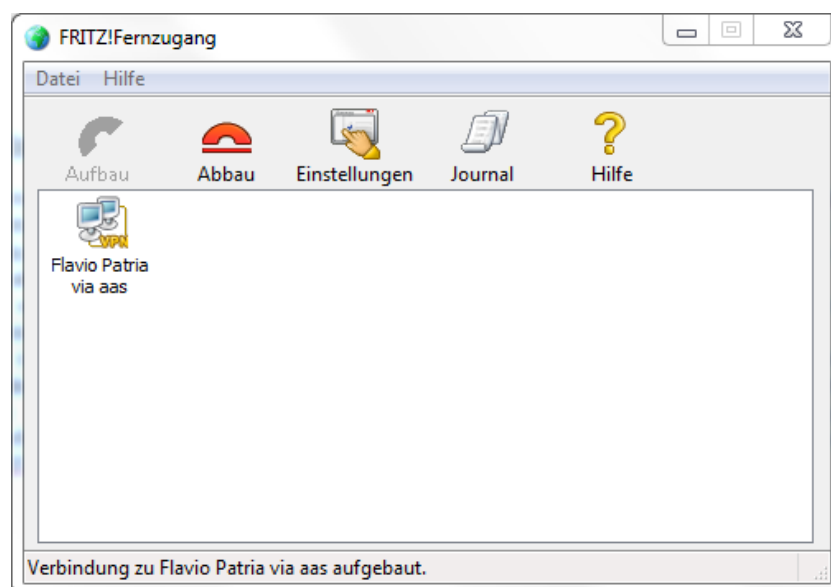 FRITZ!Fernzugang
Datei Hilfe
Aufbau Abbau Einstellungen Journal Hilfe
VPN
Flavio Patria
via aas
Verbindung zu Flavio Patria via aas aufgebaut.